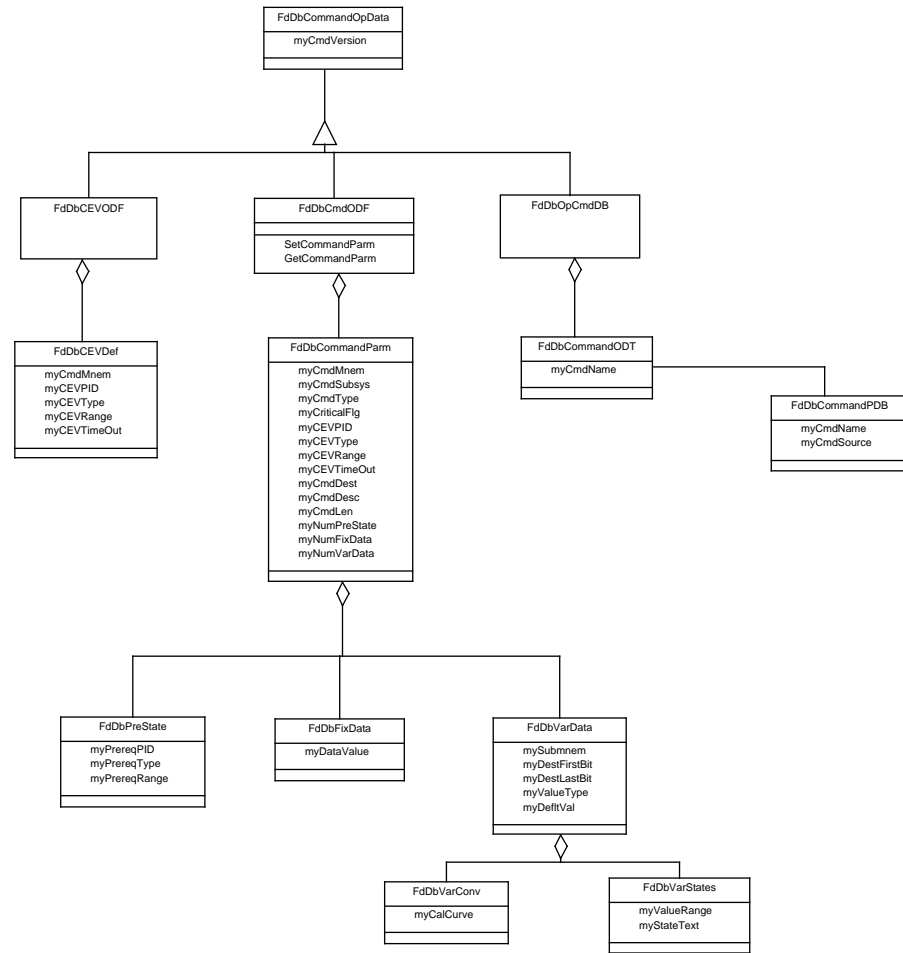 FdDbCommandOpData
myCmdVersion
FdDbCEVODF
FdDbCmdODF
SetCommandParm
GetCommandParm
FdDbOpCmdDB
FdDbCEVDef
myCmdMnem
myCEVPID
myCEVType
myCEVRange
myCEVTimeOut
FdDbCommandParm
myCmdMnem
myCmdSubsys
myCmdType
myCriticalFlg
myCEVPID
myCEVType
myCEVRange
myCEVTimeOut
myCmdDest
myCmdDesc
myCmdLen
myNumPreState
myNumFixData
myNumVarData
FdDbCommandODT
myCmdName
FdDbCommandPDB
myCmdName
myCmdSource
FdDbPreState
myPrereqPID
myPrereqType
myPrereqRange
FdDbFixData
myDataValue
FdDbVarData
mySubmnem
myDestFirstBit
myDestLastBit
myValueType
myDefltVal
FdDbVarConv
myCalCurve
FdDbVarStates
myValueRange
myStateText